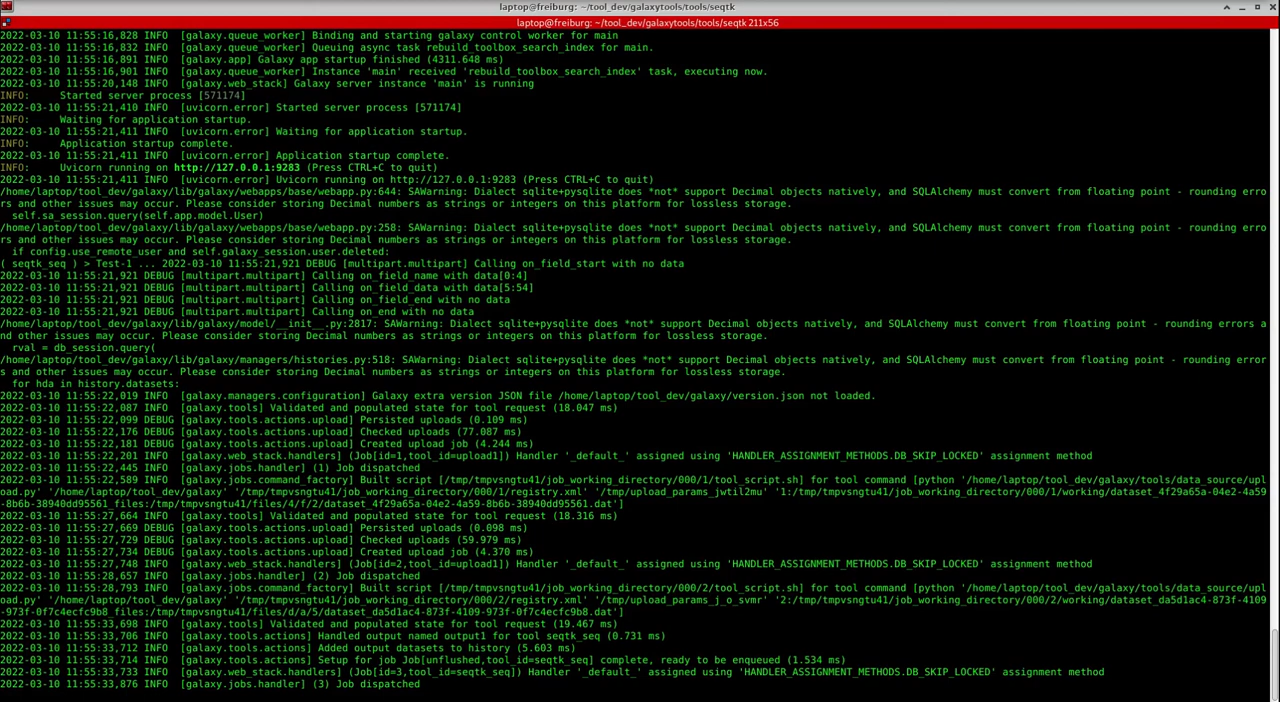 laptop@freiburg: ~/tool_dev/galaxytools/tools/seqtk
laptop@freiburg: ~/tool_dev/galaxytools/tools/seqtk 211x56
2022-03-10 11:55:16,828 INFO  [galaxy.queue_worker] Binding and starting galaxy control worker for main
2022-03-10 11:55:16,832 INFO  [galaxy.queue_worker] Queuing async task rebuild_toolbox_search_index for main.
2022-03-10 11:55:16,891 INFO  [galaxy.app] Galaxy app startup finished (4311.648 ms)
2022-03-10 11:55:16,901 INFO  [galaxy.queue_worker] Instance 'main' received 'rebuild_toolbox_search_index' task, executing now.
2022-03-10 11:55:20,148 INFO  [galaxy.web_stack] Galaxy server instance 'main' is running
INFO:     Started server process [571174]
2022-03-10 11:55:21,410 INFO  [uvicorn.error] Started server process [571174]
INFO:     Waiting for application startup.
2022-03-10 11:55:21,411 INFO  [uvicorn.error] Waiting for application startup.
INFO:     Application startup complete.
2022-03-10 11:55:21,411 INFO  [uvicorn.error] Application startup complete.
INFO:     Uvicorn running on http://127.0.0.1:9283 (Press CTRL+C to quit)
2022-03-10 11:55:21,411 INFO  [uvicorn.error] Uvicorn running on http://127.0.0.1:9283 (Press CTRL+C to quit)
/home/laptop/tool_dev/galaxy/lib/galaxy/webapps/base/webapp.py:644: SAWarning: Dialect sqlite+pysqlite does *not* support Decimal objects natively, and SQLAlchemy must convert from floating point - rounding erro
rs and other issues may occur. Please consider storing Decimal numbers as strings or integers on this platform for lossless storage.
  self.sa_session.query(self.app.model.User)
/home/laptop/tool_dev/galaxy/lib/galaxy/webapps/base/webapp.py:258: SAWarning: Dialect sqlite+pysqlite does *not* support Decimal objects natively, and SQLAlchemy must convert from floating point - rounding erro
rs and other issues may occur. Please consider storing Decimal numbers as strings or integers on this platform for lossless storage.
  if config.use_remote_user and self.galaxy_session.user.deleted:
( seqtk_seq ) > Test-1 ... 2022-03-10 11:55:21,921 DEBUG [multipart.multipart] Calling on_field_start with no data
2022-03-10 11:55:21,921 DEBUG [multipart.multipart] Calling on_field_name with data[0:4]
2022-03-10 11:55:21,921 DEBUG [multipart.multipart] Calling on_field_data with data[5:54]
2022-03-10 11:55:21,921 DEBUG [multipart.multipart] Calling on_field_end with no data
2022-03-10 11:55:21,921 DEBUG [multipart.multipart] Calling on_end with no data
/home/laptop/tool_dev/galaxy/lib/galaxy/model/__init__.py:2817: SAWarning: Dialect sqlite+pysqlite does *not* support Decimal objects natively, and SQLAlchemy must convert from floating point - rounding errors a
nd other issues may occur. Please consider storing Decimal numbers as strings or integers on this platform for lossless storage.
  rval = db_session.query(
/home/laptop/tool_dev/galaxy/lib/galaxy/managers/histories.py:518: SAWarning: Dialect sqlite+pysqlite does *not* support Decimal objects natively, and SQLAlchemy must convert from floating point - rounding error
s and other issues may occur. Please consider storing Decimal numbers as strings or integers on this platform for lossless storage.
  for hda in history.datasets:
2022-03-10 11:55:22,019 INFO  [galaxy.managers.configuration] Galaxy extra version JSON file /home/laptop/tool_dev/galaxy/version.json not loaded.
2022-03-10 11:55:22,087 INFO  [galaxy.tools] Validated and populated state for tool request (18.047 ms)
2022-03-10 11:55:22,099 DEBUG [galaxy.tools.actions.upload] Persisted uploads (0.109 ms)
2022-03-10 11:55:22,176 DEBUG [galaxy.tools.actions.upload] Checked uploads (77.087 ms)
2022-03-10 11:55:22,181 DEBUG [galaxy.tools.actions.upload] Created upload job (4.244 ms)
2022-03-10 11:55:22,201 INFO  [galaxy.web_stack.handlers] (Job[id=1,tool_id=upload1]) Handler '_default_' assigned using 'HANDLER_ASSIGNMENT_METHODS.DB_SKIP_LOCKED' assignment method
2022-03-10 11:55:22,445 INFO  [galaxy.jobs.handler] (1) Job dispatched
2022-03-10 11:55:22,589 INFO  [galaxy.jobs.command_factory] Built script [/tmp/tmpvsngtu41/job_working_directory/000/1/tool_script.sh] for tool command [python '/home/laptop/tool_dev/galaxy/tools/data_source/upl
oad.py' '/home/laptop/tool_dev/galaxy' '/tmp/tmpvsngtu41/job_working_directory/000/1/registry.xml' '/tmp/upload_params_jwtil2mu' '1:/tmp/tmpvsngtu41/job_working_directory/000/1/working/dataset_4f29a65a-04e2-4a59
-8b6b-38940dd95561_files:/tmp/tmpvsngtu41/files/4/f/2/dataset_4f29a65a-04e2-4a59-8b6b-38940dd95561.dat']
2022-03-10 11:55:27,664 INFO  [galaxy.tools] Validated and populated state for tool request (18.316 ms)
2022-03-10 11:55:27,669 DEBUG [galaxy.tools.actions.upload] Persisted uploads (0.098 ms)
2022-03-10 11:55:27,729 DEBUG [galaxy.tools.actions.upload] Checked uploads (59.979 ms)
2022-03-10 11:55:27,734 DEBUG [galaxy.tools.actions.upload] Created upload job (4.370 ms)
2022-03-10 11:55:27,748 INFO  [galaxy.web_stack.handlers] (Job[id=2,tool_id=upload1]) Handler '_default_' assigned using 'HANDLER_ASSIGNMENT_METHODS.DB_SKIP_LOCKED' assignment method
2022-03-10 11:55:28,657 INFO  [galaxy.jobs.handler] (2) Job dispatched
2022-03-10 11:55:28,793 INFO  [galaxy.jobs.command_factory] Built script [/tmp/tmpvsngtu41/job_working_directory/000/2/tool_script.sh] for tool command [python '/home/laptop/tool_dev/galaxy/tools/data_source/upl
oad.py' '/home/laptop/tool_dev/galaxy' '/tmp/tmpvsngtu41/job_working_directory/000/2/registry.xml' '/tmp/upload_params_j_o_svmr' '2:/tmp/tmpvsngtu41/job_working_directory/000/2/working/dataset_da5d1ac4-873f-4109
-973f-0f7c4ecfc9b8_files:/tmp/tmpvsngtu41/files/d/a/5/dataset_da5d1ac4-873f-4109-973f-0f7c4ecfc9b8.dat']
2022-03-10 11:55:33,698 INFO  [galaxy.tools] Validated and populated state for tool request (19.467 ms)
2022-03-10 11:55:33,706 INFO  [galaxy.tools.actions] Handled output named output1 for tool seqtk_seq (0.731 ms)
2022-03-10 11:55:33,712 INFO  [galaxy.tools.actions] Added output datasets to history (5.603 ms)
2022-03-10 11:55:33,714 INFO  [galaxy.tools.actions] Setup for job Job[unflushed,tool_id=seqtk_seq] complete, ready to be enqueued (1.534 ms)
2022-03-10 11:55:33,733 INFO  [galaxy.web_stack.handlers] (Job[id=3,tool_id=seqtk_seq]) Handler '_default_' assigned using 'HANDLER_ASSIGNMENT_METHODS.DB_SKIP_LOCKED' assignment method
2022-03-10 11:55:33,876 INFO  [galaxy.jobs.handler] (3) Job dispatched